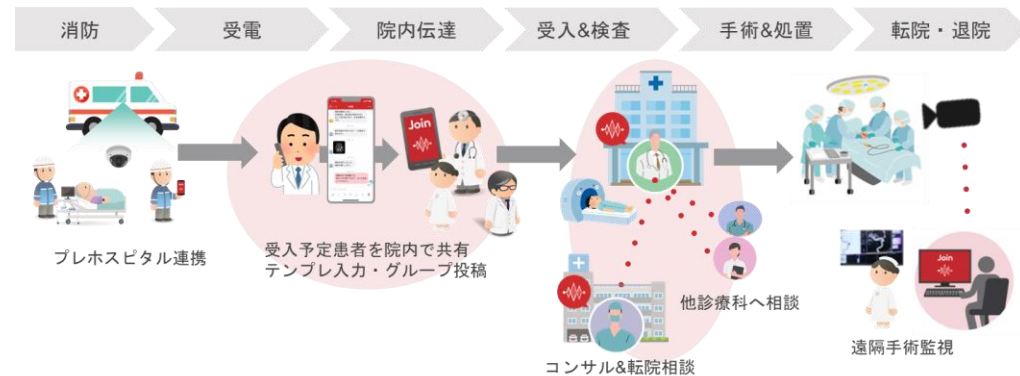 消防
受電
院内伝達
受入&検査
手術&処置
転院・退院
Join
プレホスピタル連携
受入予定患者を院内で共有
テンプレ入力・グループ投稿
他診療科へ相談
コンサル&転院相談
Join
遠隔手術監視